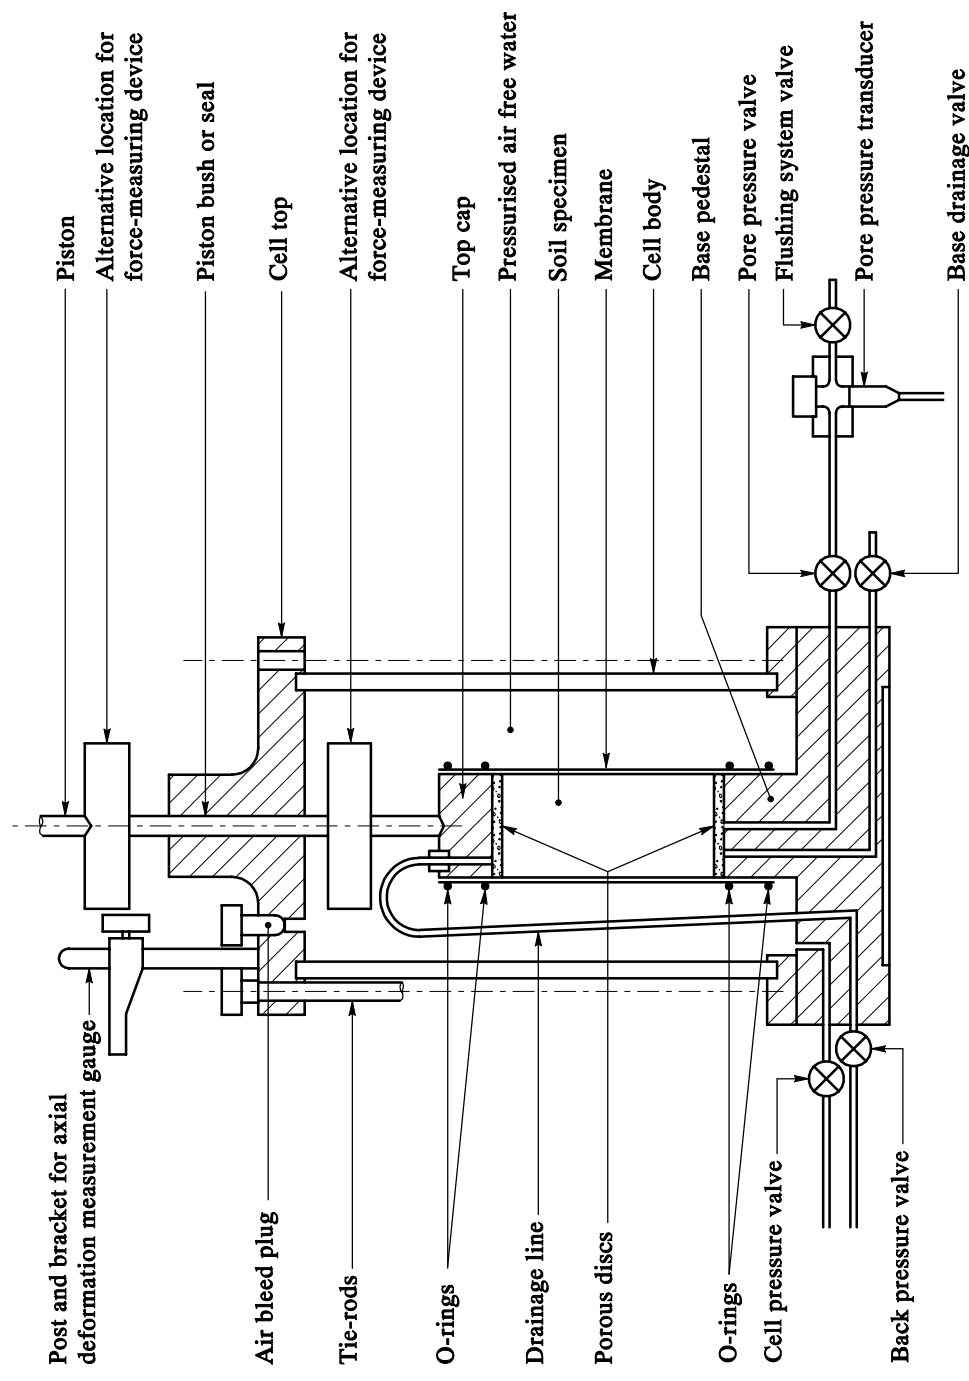 Piston
Alternative location for
force-measuring device
Piston bush or seal
Cell top
Alternative location for
force-measuring device
Top cap
Pressurised air free water
Soil specimen
Membrane
Cell body
Base pedestal
Pore pressure valve
Flushing system valve
Pore pressure transducer
Base drainage valve
Post and bracket for axial
deformation measurement gauge
Air bleed plug
Tie-rods
O-rings
Drainage line
Porous discs
O-rings
Cell pressure valve
Back pressure valve